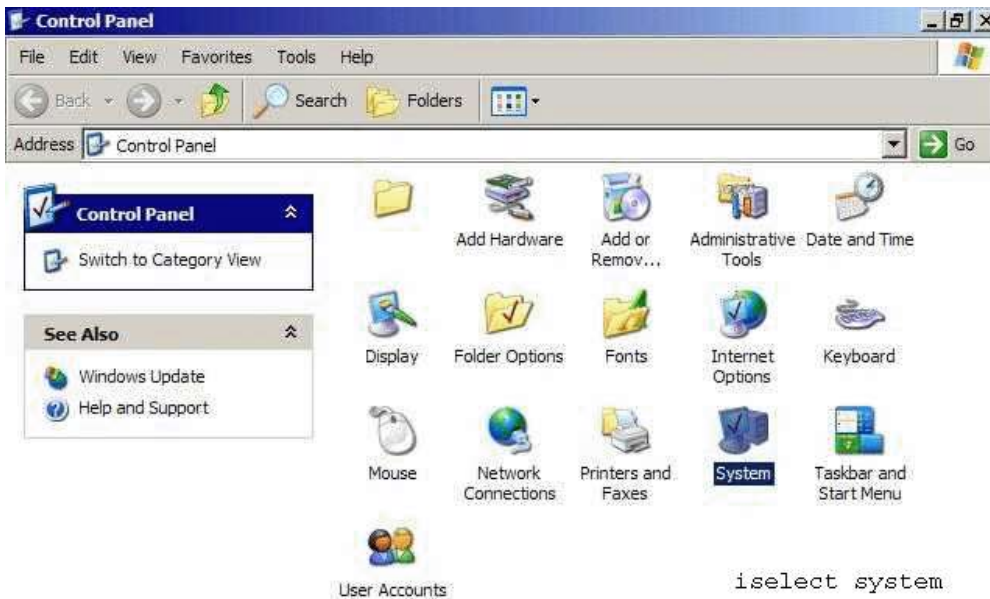 Control Panel
File Edit View Favorites Tools Help
Back Search Folders
Address Control Panel Go
Control Panel
Switch to Category View
See Also
Windows Update
Help and Support
Add Hardware
Add or
Remov...
Administrative
Tools
Date and Time
Display
Folder Options
Fonts
Internet
Options
Keyboard
Mouse
Network
Connections
Printers and
Faxes
System
Taskbar and
Start Menu
User Accounts
iselect system